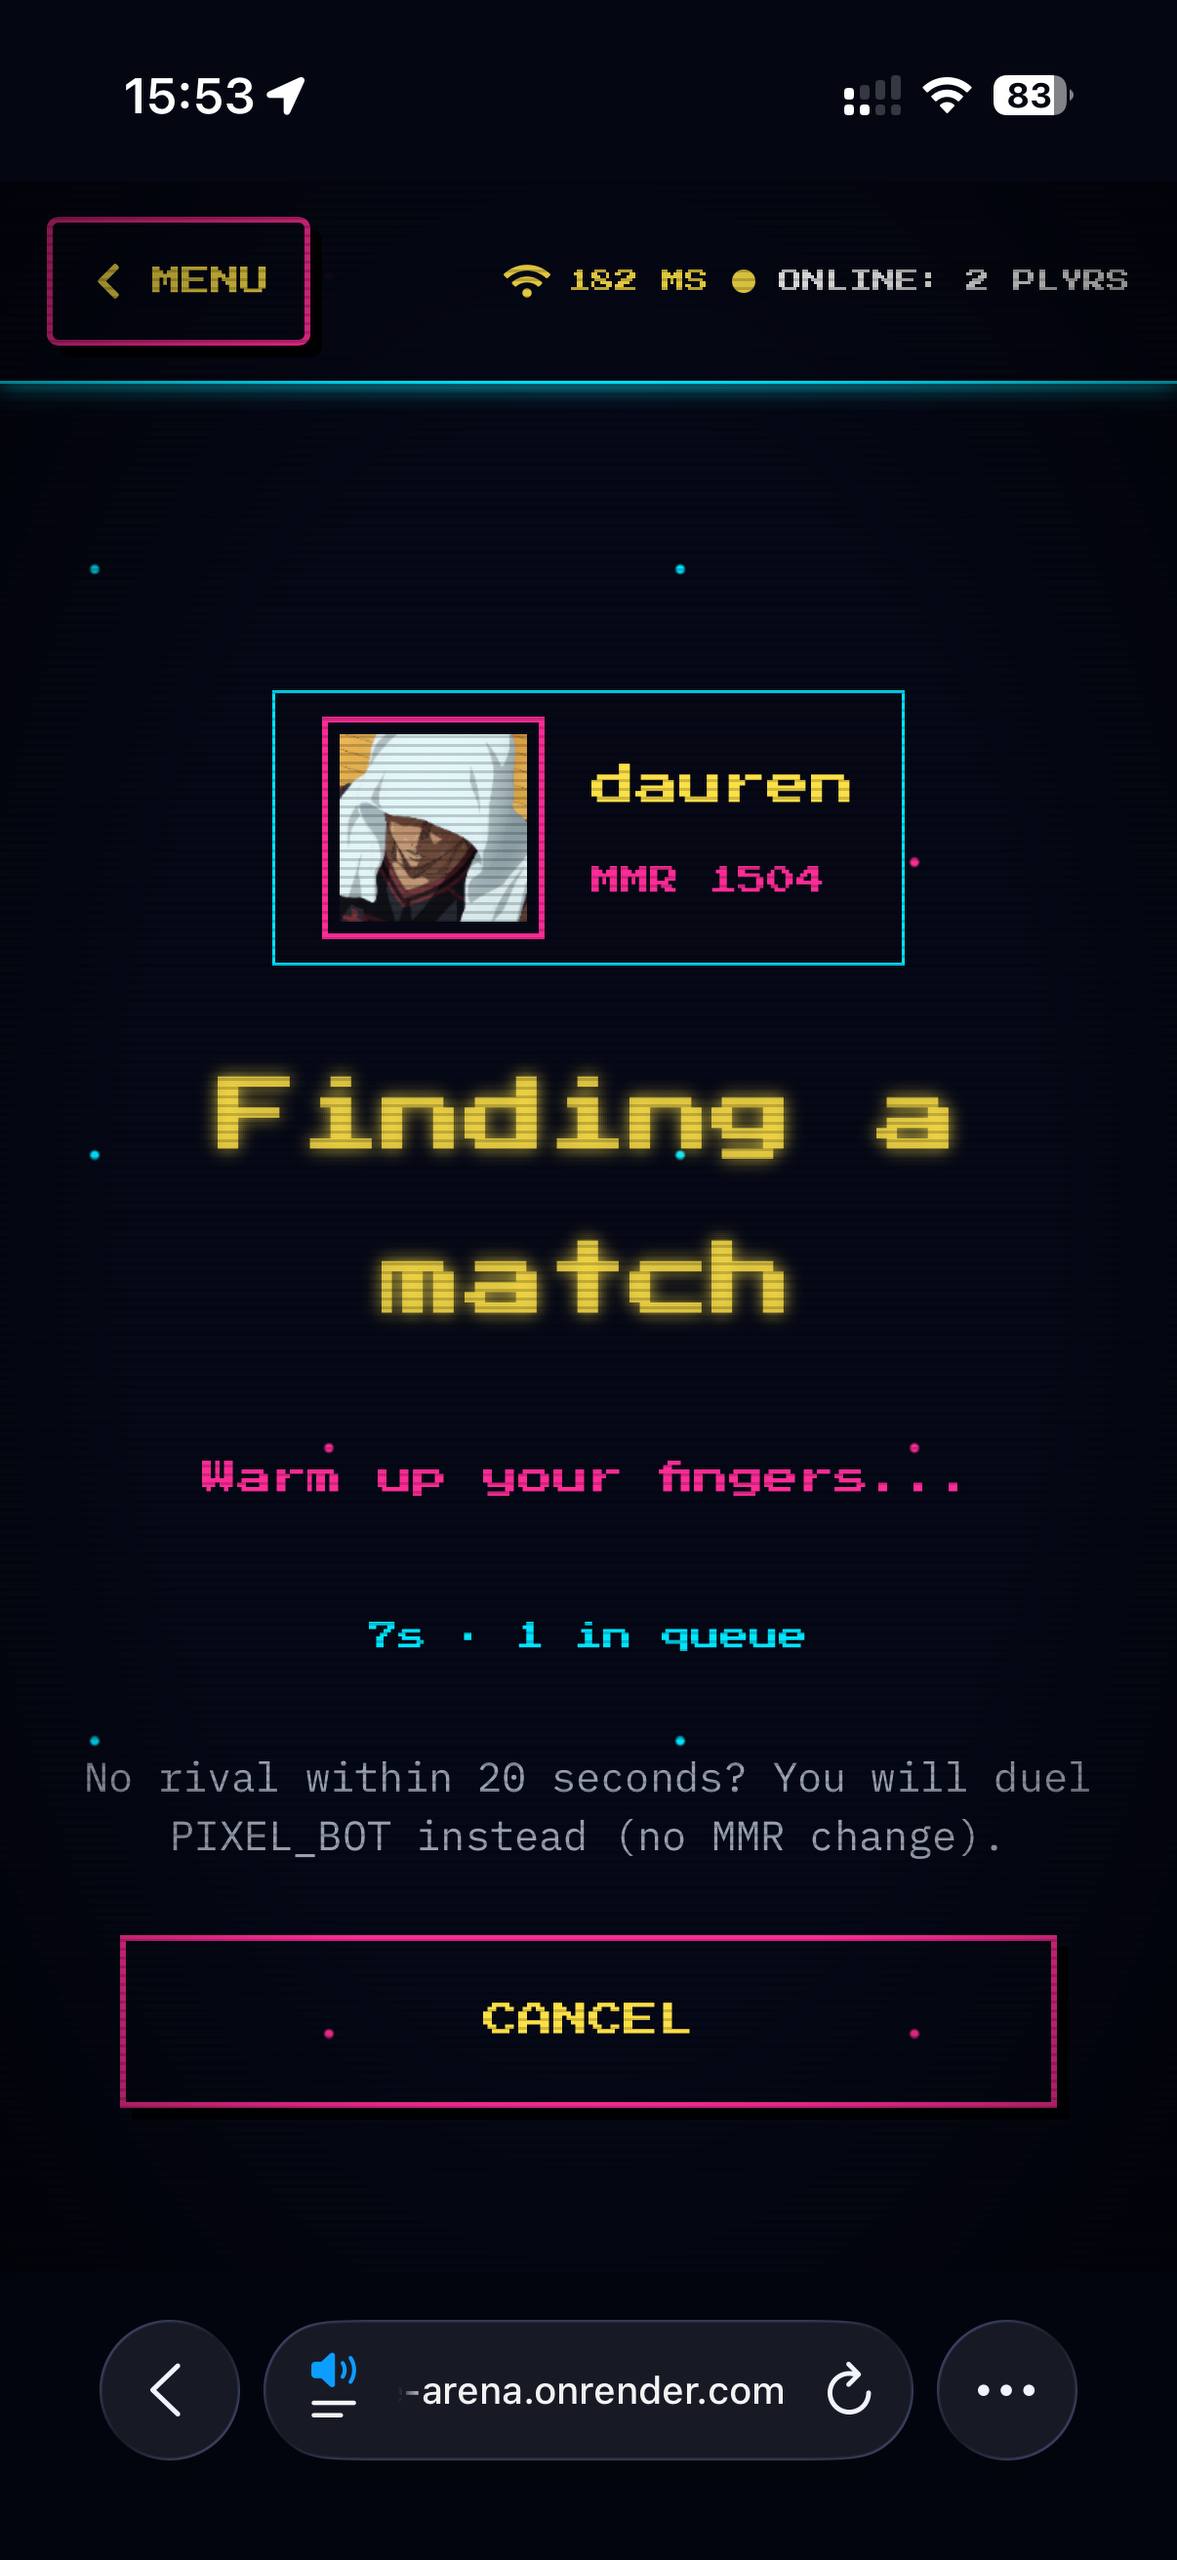 15:53
83
MENU
182 MS
ONLINE: 2 PLYRS
dauren
MMR 1504
Finding a
match
Warm up your fingers...
7s · 1 in queue
No rival within 20 seconds? You will duel
PIXEL_BOT instead (no MMR change).
CANCEL
-arena.onrender.com